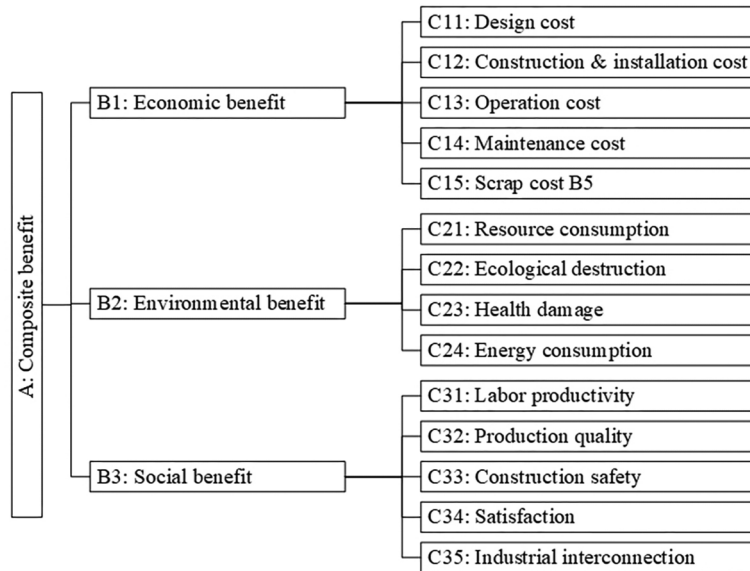 A: Composite benefit
B1: Economic benefit
C11: Design cost
C12: Construction & installation cost
C13: Operation cost
C14: Maintenance cost
C15: Scrap cost B5
B2: Environmental benefit
C21: Resource consumption
C22: Ecological destruction
C23: Health damage
C24: Energy consumption
B3: Social benefit
C31: Labor productivity
C32: Production quality
C33: Construction safety
C34: Satisfaction
C35: Industrial interconnection